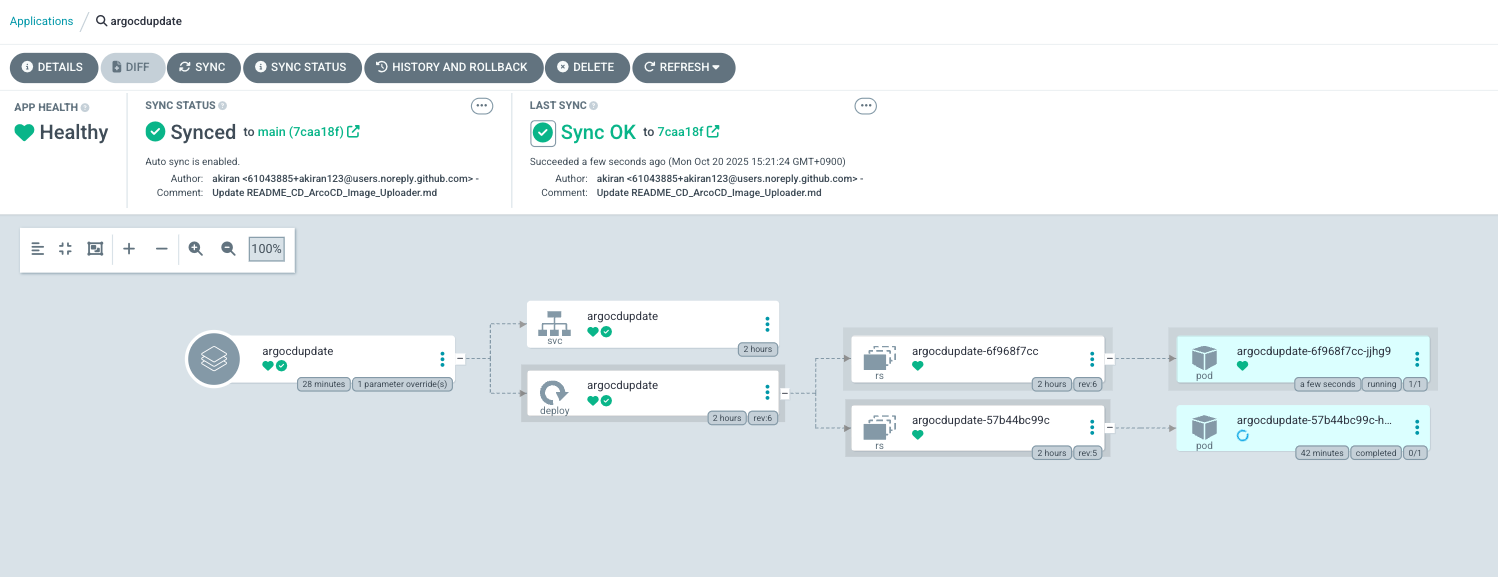 Applications / argocdupdate
DETAILS DIFF SYNC SYNC STATUS HISTORY AND ROLLBACK DELETE REFRESH
APP HEALTH
Healthy
SYNC STATUS
Synced to main (7caa18f)
Auto sync is enabled.
Author: akiran <61043885+akiran123@users.noreply.github.com> -
Comment: Update README_CD_ArcoCD_Image_Uploader.md
LAST SYNC
Sync OK to 7caa18f
Succeeded a few seconds ago (Mon Oct 20 2025 15:21:24 GMT+0900)
Author: akiran <61043885+akiran123@users.noreply.github.com> -
Comment: Update README_CD_ArcoCD_Image_Uploader.md
100%
argocdupdate
28 minutes 1 parameter override(s)
argocdupdate
svc
2 hours
argocdupdate
deploy
2 hours rev:6
argocdupdate-6f968f7cc
rs
2 hours rev:6
argocdupdate-57b44bc99c
rs
2 hours rev:5
argocdupdate-6f968f7cc-jjhg9
pod
a few seconds running 1/1
argocdupdate-57b44bc99c-h...
pod
42 minutes completed 0/1